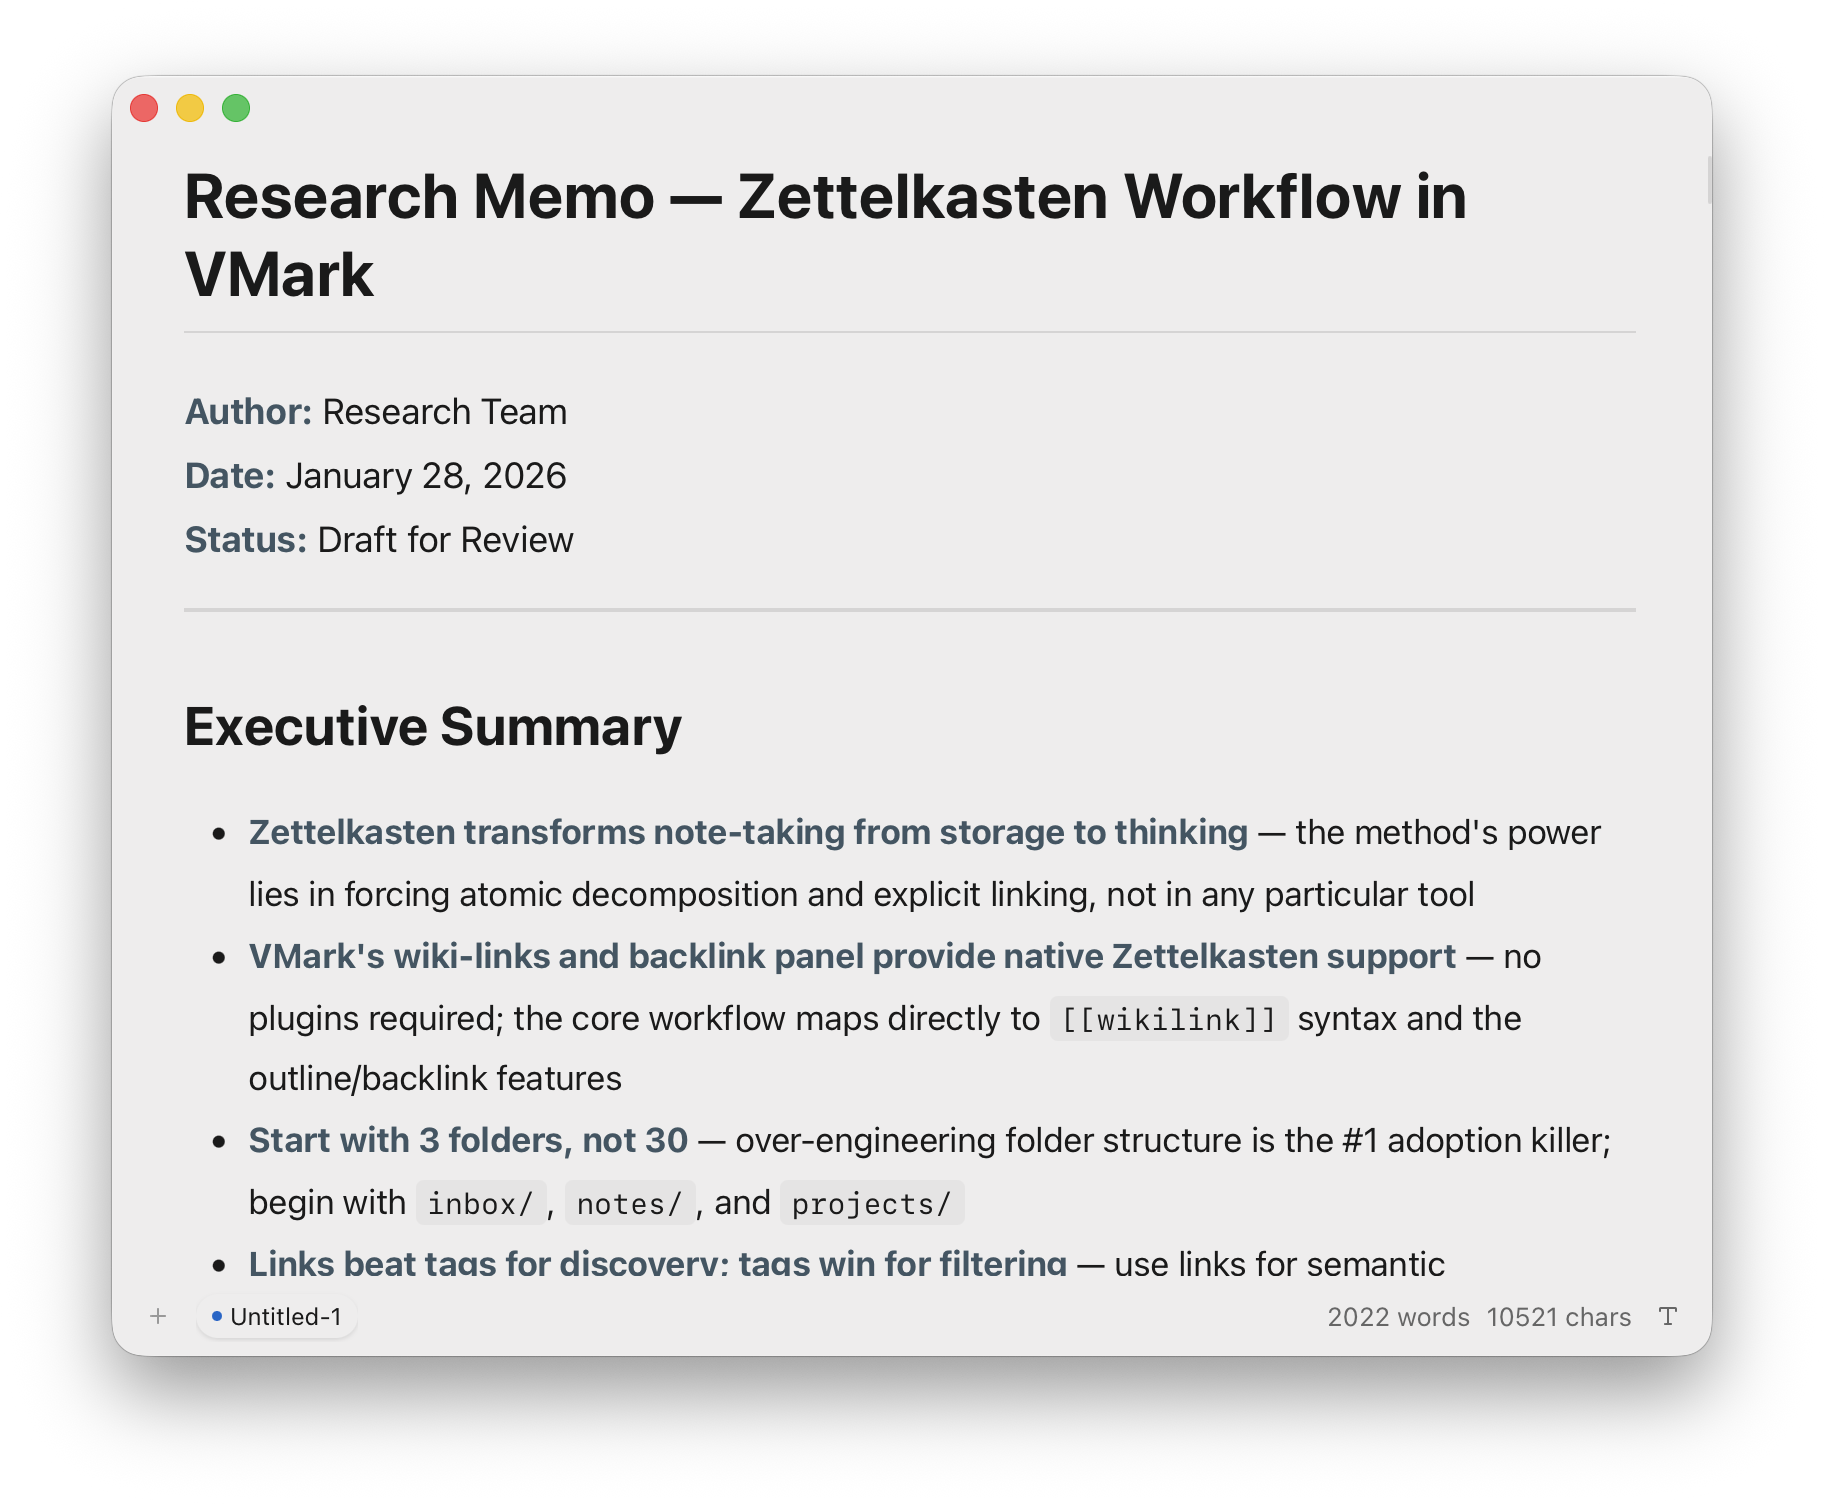 Research Memo — Zettelkasten Workflow in
VMark
Author: Research Team
Date: January 28, 2026
Status: Draft for Review
Executive Summary
• Zettelkasten transforms note-taking from storage to thinking — the method's power
lies in forcing atomic decomposition and explicit linking, not in any particular tool
• VMark's wiki-links and backlink panel provide native Zettelkasten support — no
plugins required; the core workflow maps directly to [[wikilink]] syntax and the
outline/backlink features
• Start with 3 folders, not 30 — over-engineering folder structure is the #1 adoption killer;
begin with inbox/, notes/, and projects/
• Links beat tags for discovery; tags win for filtering — use links for semantic
+ Untitled-1 2022 words 10521 chars